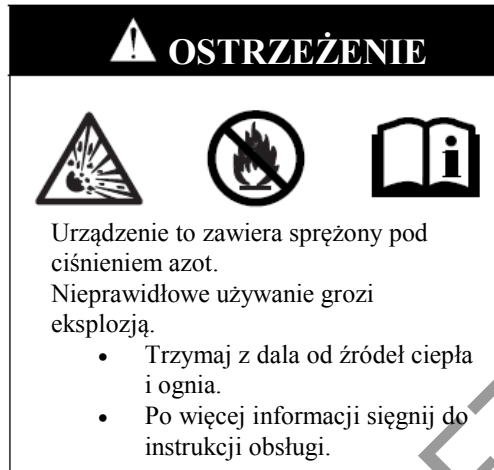 OSTRZEŻENIE
Urządzenie to zawiera sprężony pod
ciśnieniem azot.
Nieprawidłowe używanie grozi
eksplozją.
• Trzymaj z dala od źródeł ciepła
i ognia.
• Po więcej informacji sięgnij do
instrukcji obsługi.